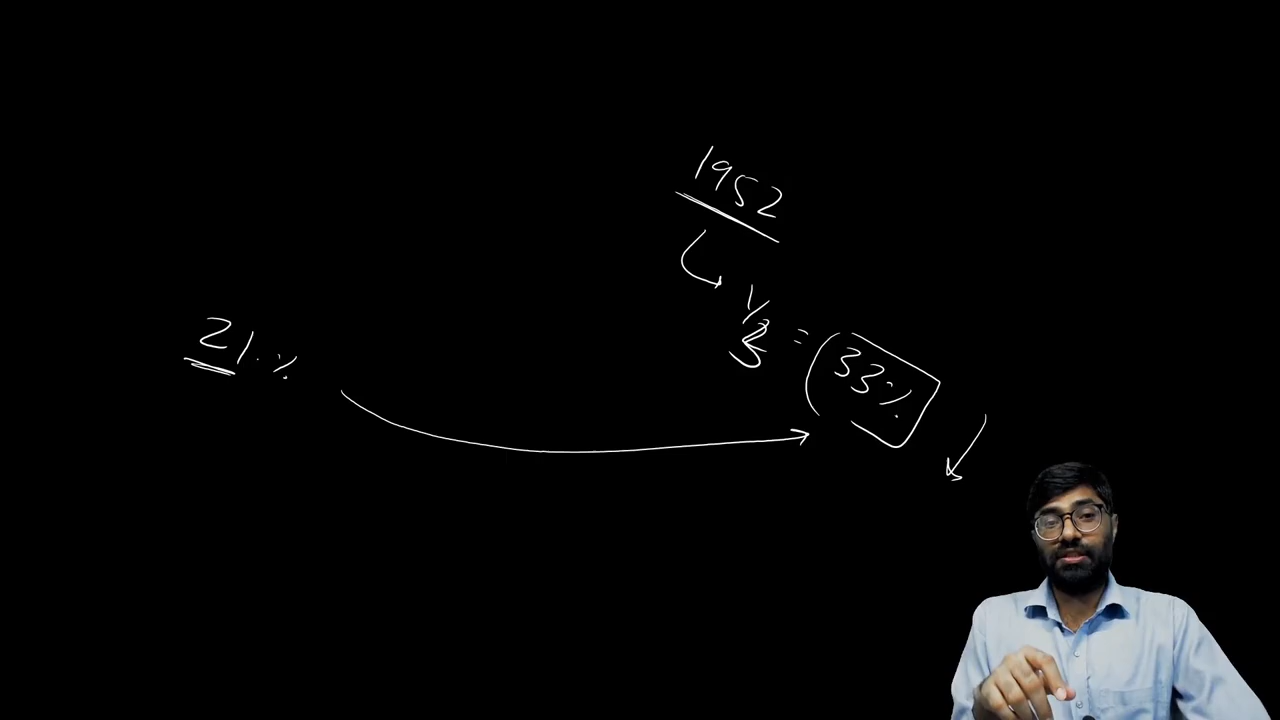 1952
1/3 = 33%
21%